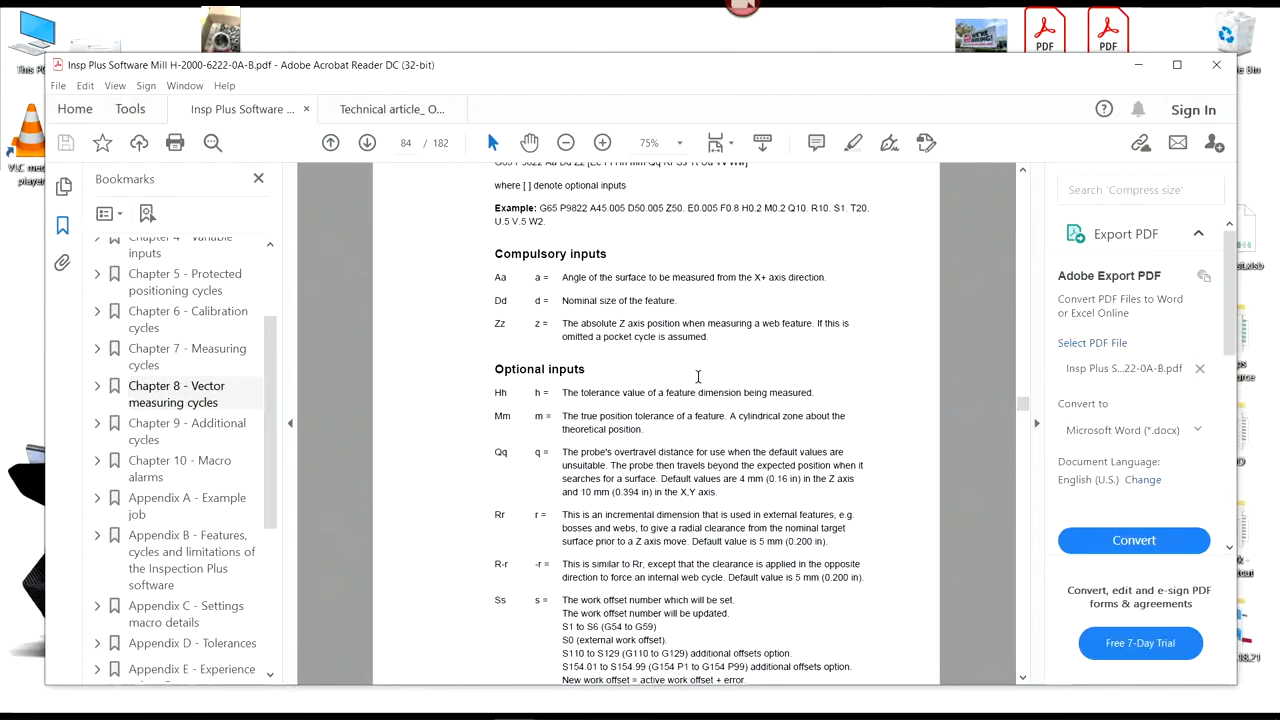 This PC
VLC media
player
PDF
PDF
Insp Plus Software Mill H-2000-6222-0A-B.pdf - Adobe Acrobat Reader DC (32-bit)
File Edit View Sign Window Help
Home Tools Insp Plus Software ... × Technical article_ O... Sign In
84 / 182 75%
Bookmarks
Chapter 4 - Variable
inputs
Chapter 5 - Protected
positioning cycles
Chapter 6 - Calibration
cycles
Chapter 7 - Measuring
cycles
Chapter 8 - Vector
measuring cycles
Chapter 9 - Additional
cycles
Chapter 10 - Macro
alarms
Appendix A - Example
job
Appendix B - Features,
cycles and limitations of
the Inspection Plus
software
Appendix C - Settings
macro details
Appendix D - Tolerances
Appendix E - Experience
where [ ] denote optional inputs
Example: G65 P9822 A45.005 D50.005 Z50. E0.005 F0.8 H0.2 M0.2 Q10. R10. S1. T20.
U.5 V.5 W2.
Compulsory inputs
Aa a = Angle of the surface to be measured from the X+ axis direction.
Dd d = Nominal size of the feature.
Zz z = The absolute Z axis position when measuring a web feature. If this is
omitted a pocket cycle is assumed.
Optional inputs
Hh h = The tolerance value of a feature dimension being measured.
Mm m = The true position tolerance of a feature. A cylindrical zone about the
theoretical position.
Qq q = The probe's overtravel distance for use when the default values are
unsuitable. The probe then travels beyond the expected position when it
searches for a surface. Default values are 4 mm (0.16 in) in the Z axis
and 10 mm (0.394 in) in the X,Y axis.
Rr r = This is an incremental dimension that is used in external features, e.g.
bosses and webs, to give a radial clearance from the nominal target
surface prior to a Z axis move. Default value is 5 mm (0.200 in).
R-r -r = This is similar to Rr, except that the clearance is applied in the opposite
direction to force an internal web cycle. Default value is 5 mm (0.200 in).
Ss s = The work offset number which will be set.
The work offset number will be updated.
S1 to S6 (G54 to G59)
S0 (external work offset).
S110 to S129 (G110 to G129) additional offsets option.
S154.01 to S154.99 (G154 P1 to G154 P99) additional offsets option.
New work offset = active work offset + error.
Search 'Compress size'
Export PDF
Adobe Export PDF
Convert PDF Files to Word
or Excel Online
Select PDF File
Insp Plus S...22-0A-B.pdf ×
Convert to
Microsoft Word (*.docx)
Document Language:
English (U.S.) Change
Convert
Convert, edit and e-sign PDF
forms & agreements
Free 7-Day Trial